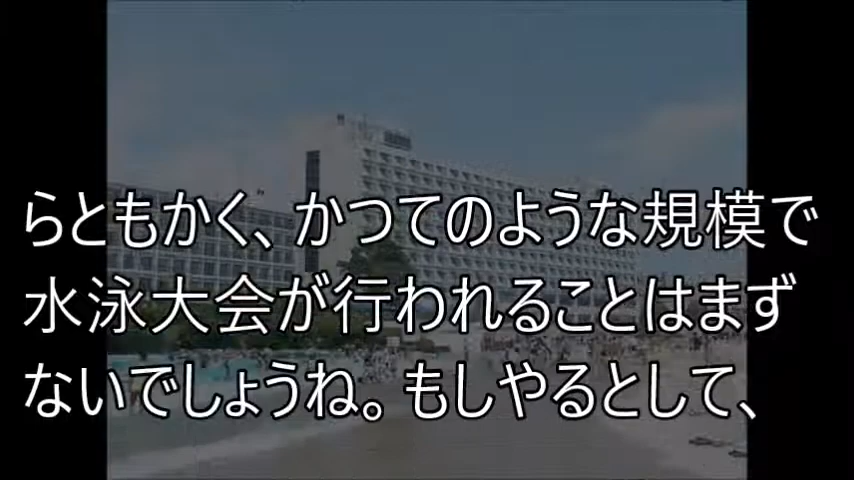 らともかく、かつてのような規模で
水泳大会が行われることはまず
ないでしょうね。もしやるとして、